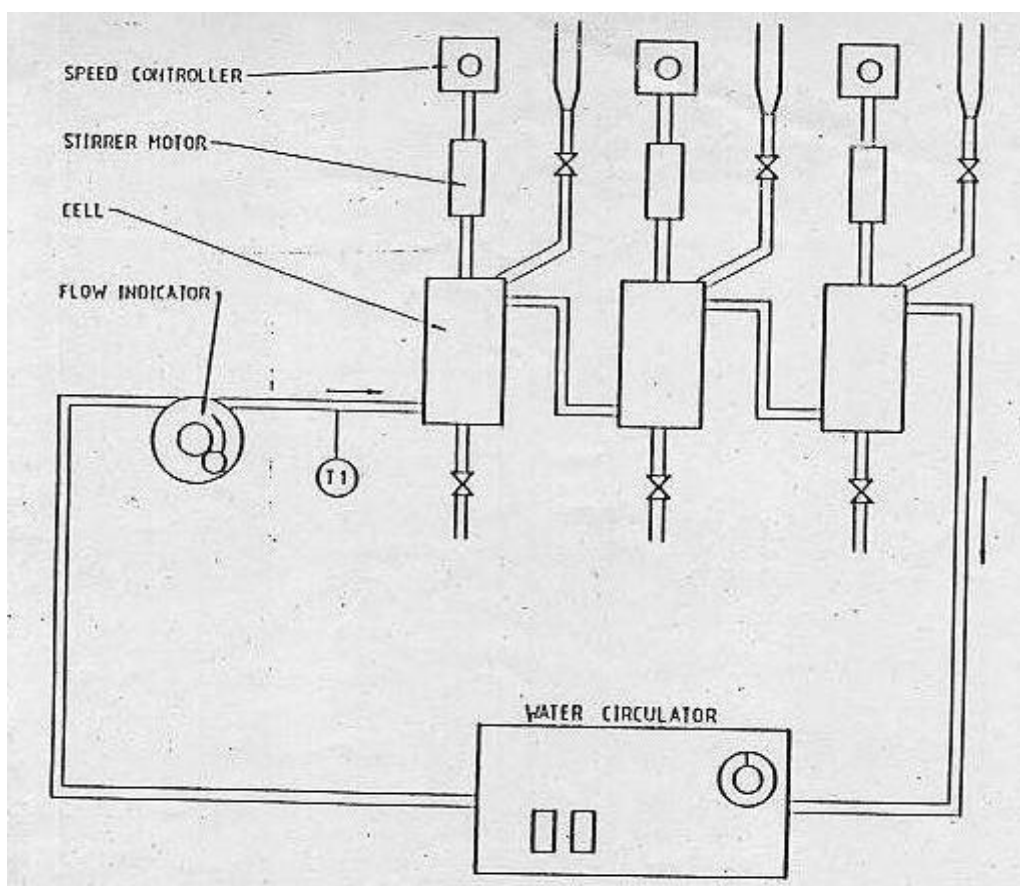 SPEED CONTROLLER
STIRRER MOTOR
CELL
FLOW INDICATOR
T1
WATER CIRCULATOR